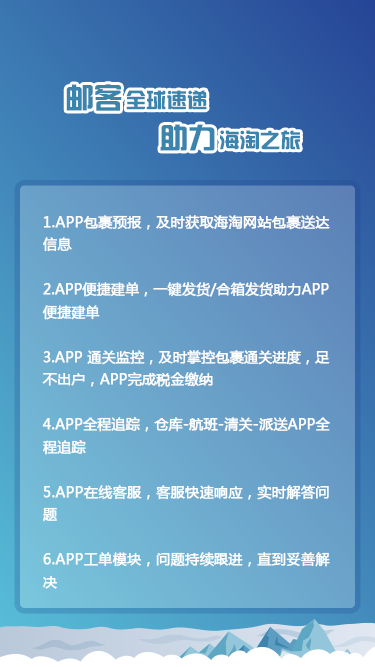 邮客全球速递
助力海淘之旅
1.APP包裹预报，及时获取海淘网站包裹送达
信息
2.APP便捷建单，一键发货/合箱发货助力APP
便捷建单
3.APP 通关监控，及时掌控包裹通关进度，足
不出户，APP完成税金缴纳
4.APP全程追踪，仓库-航班-清关-派送APP全
程追踪
5.APP在线客服，客服快速响应，实时解答问
题
6.APP工单模块，问题持续跟进，直到妥善解
决